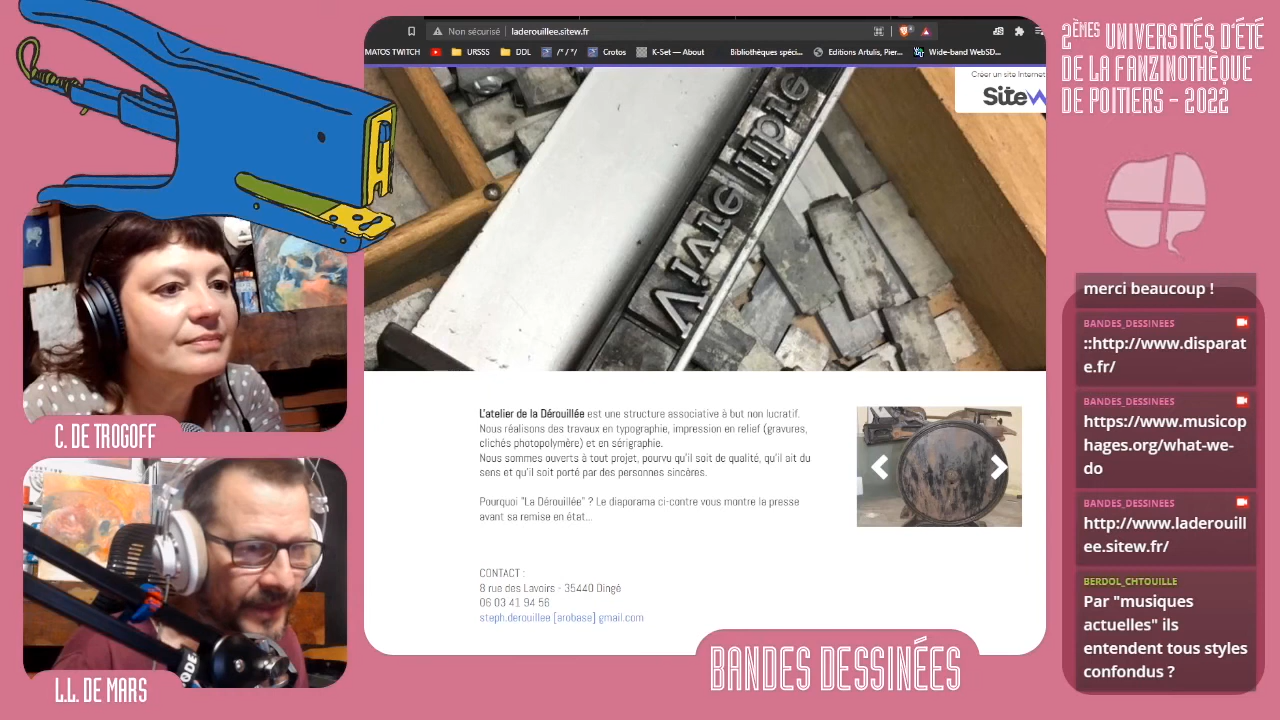 Non sécurisé
laderouillee.sitew.fr
MATOS TWITCH
URSSS
DDL
/*/*/
Crotos
K-Set — About
Bibliothèques spéci...
Editions Artulis, Pier...
Wide-band WebSD...
2ÈMES UNIVERSITÉS D'ÉTÉ
DE LA FANZINOTHÈQUE
DE POITIERS - 2022
Créer un site Internet
SiteW
Vivre
L'atelier de la Dérouillée est une structure associative à but non lucratif.
Nous réalisons des travaux en typographie, impression en relief (gravures,
clichés photopolymère) et en sérigraphie.
Nous sommes ouverts à tout projet, pourvu qu'il soit de qualité, qu'il ait du
sens et qu'il soit porté par des personnes sincères.
Pourquoi "La Dérouillée" ? Le diaporama ci-contre vous montre la presse
avant sa remise en état...
CONTACT :
8 rue des Lavoirs - 35440 Dingé
06 03 41 94 56
steph.derouillee [arobase] gmail.com
C. DE TROGOFF
L.L. DE MARS
BANDES DESSINÉES
merci beaucoup !
BANDES_DESSINEES
::http://www.disparat
e.fr/
BANDES_DESSINEES
https://www.musicop
hages.org/what-we-
do
BANDES_DESSINEES
http://www.laderouill
ee.sitew.fr/
BERDOL_CHTOUILLE
Par "musiques
actuelles" ils
entendent tous styles
confondus ?